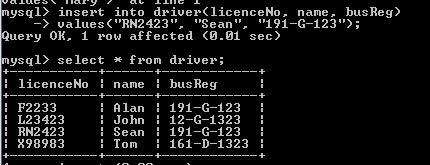 values("Mary") at line 1
mysql> insert into driver(licenceNo, name, busReg)
-> values("RN2423", "Sean", "191-G-123");
Query OK, 1 row affected (0.01 sec)
mysql> select * from driver;
+-----------+------+------------+
| licenceNo | name | busReg |
+-----------+------+------------+
| F2233 | Alan | 191-G-123 |
| L23423 | John | 12-G-1323 |
| RN2423 | Sean | 191-G-123 |
| X98983 | Tom | 161-D-1323 |
+-----------+------+------------+